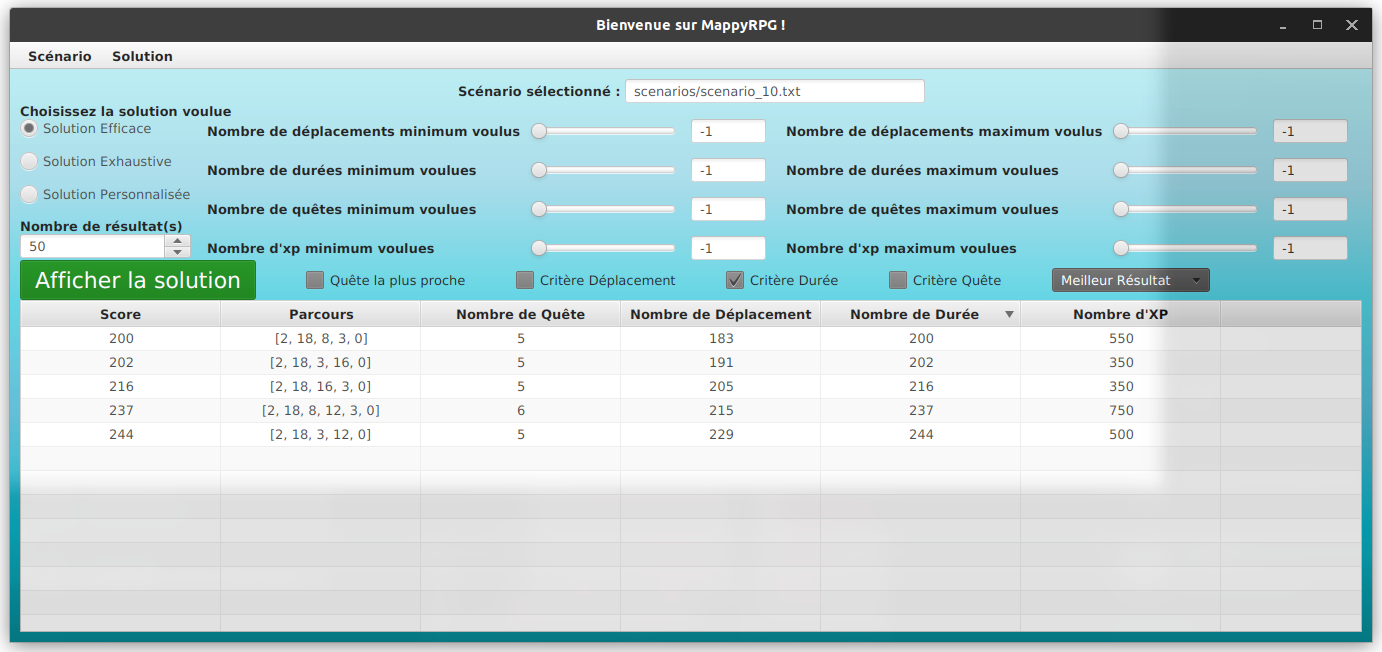 Bienvenue sur MappyRPG !
Scénario Solution
Scénario sélectionné : scenarios/scenario_10.txt
Choisissez la solution voulue
Solution Efficace
Solution Exhaustive
Solution Personnalisée
Nombre de résultat(s)
50
Nombre de déplacements minimum voulus -1 Nombre de déplacements maximum voulus -1
Nombre de durées minimum voulues -1 Nombre de durées maximum voulues -1
Nombre de quêtes minimum voulues -1 Nombre de quêtes maximum voulues -1
Nombre d'xp minimum voulues -1 Nombre d'xp maximum voulues -1
Afficher la solution Quête la plus proche Critère Déplacement Critère Durée Critère Quête Meilleur Résultat
Score Parcours Nombre de Quête Nombre de Déplacement Nombre de Durée Nombre d'XP
200 [2, 18, 8, 3, 0] 5 183 200 550
202 [2, 18, 3, 16, 0] 5 191 202 350
216 [2, 18, 16, 3, 0] 5 205 216 350
237 [2, 18, 8, 12, 3, 0] 6 215 237 750
244 [2, 18, 3, 12, 0] 5 229 244 500